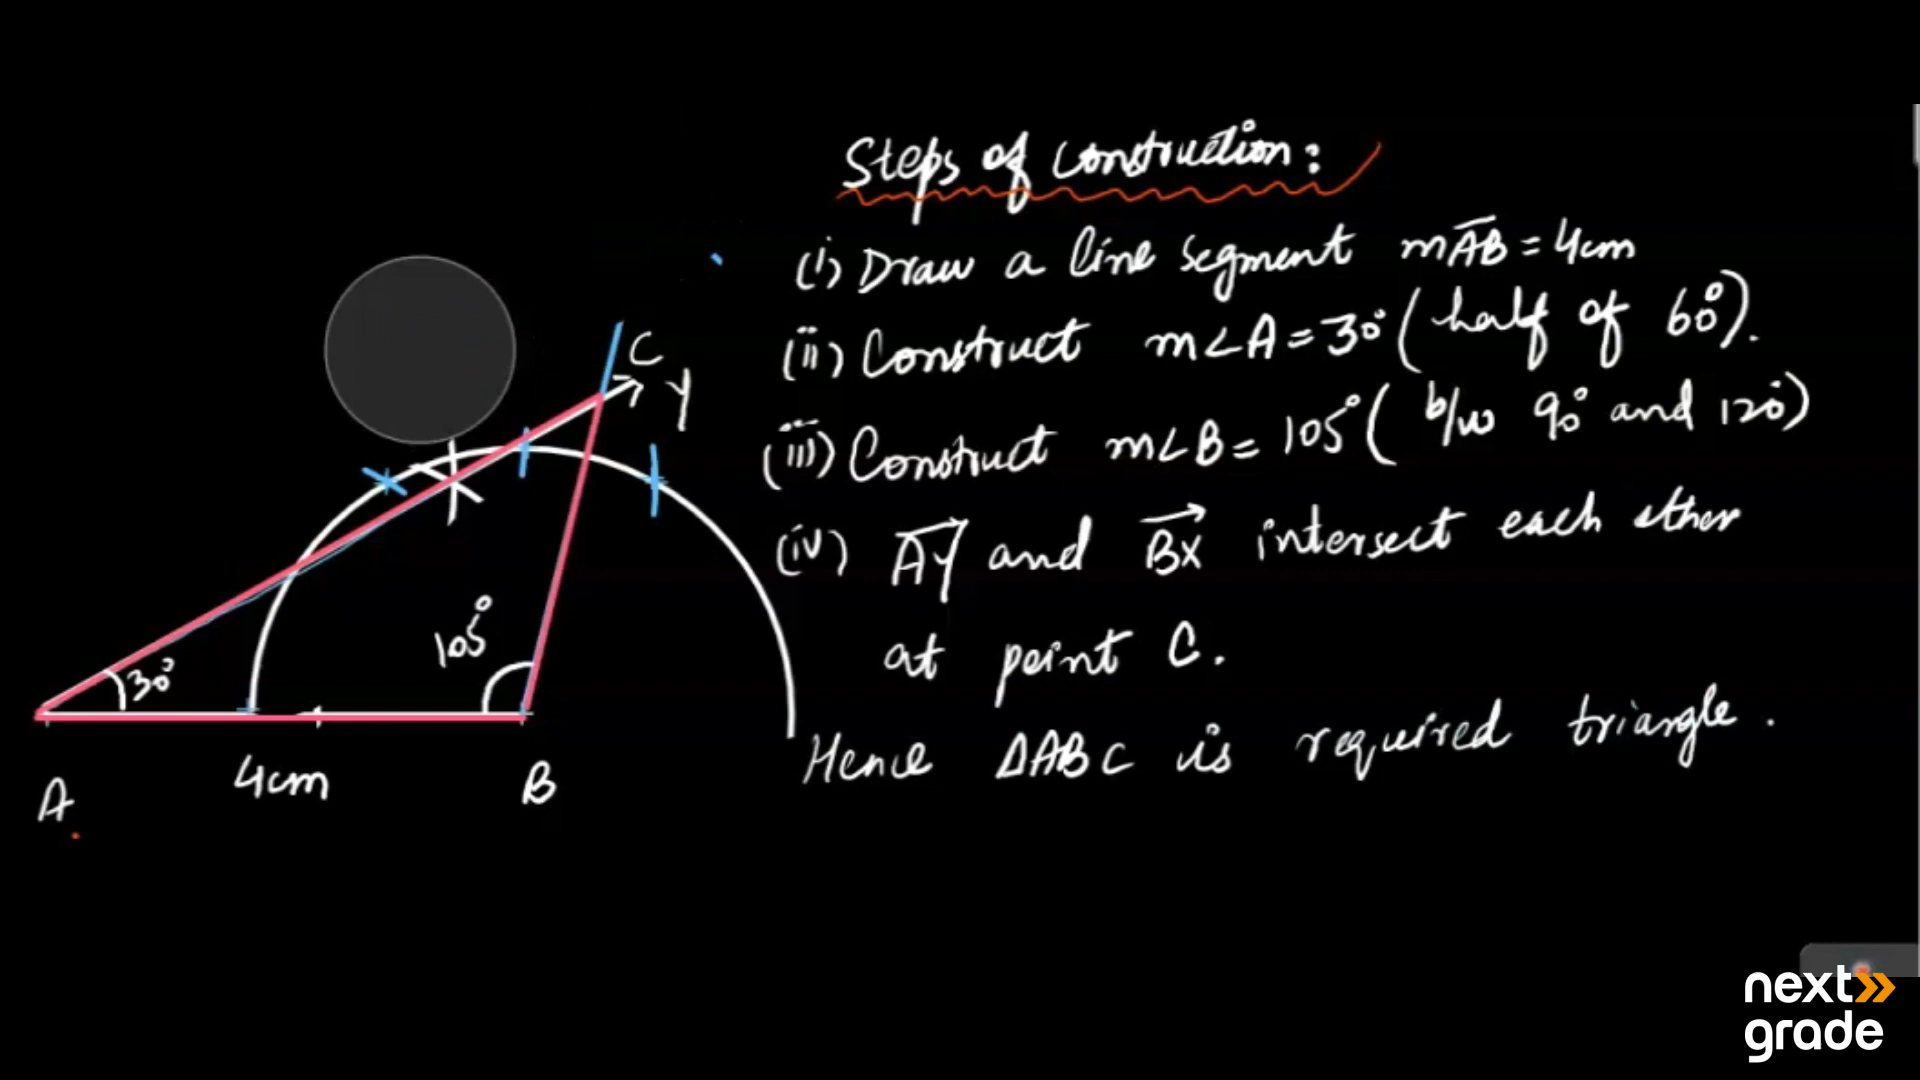 Steps of Construction:
(i) Draw a line segment mAB = 4cm
(ii) Construct m∠A = 30° (half of 60°).
(iii) Construct m∠B = 105° ( b/w 90° and 120°)
(iv) AY and BX intersect each other
at point C.
Hence ΔABC is required triangle.
C
Y
105°
30°
4cm
A
B
next
grade